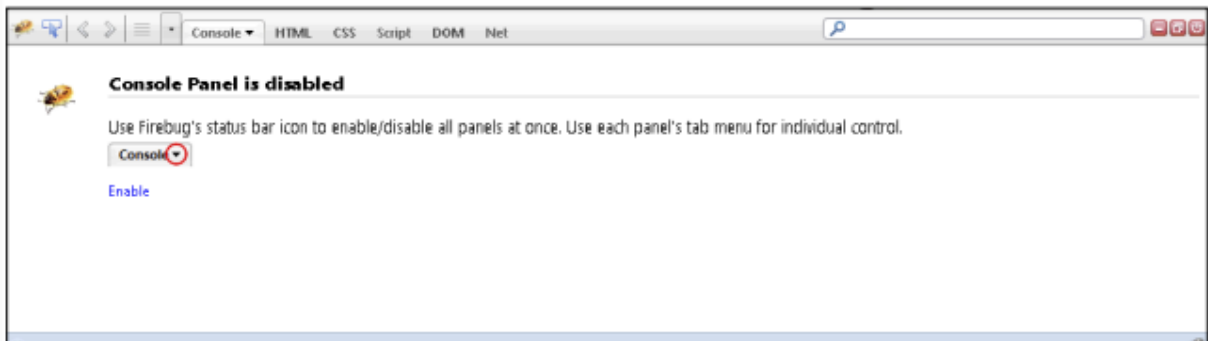 Console HTML CSS Script DOM Net
Console Panel is disabled
Use Firebug's status bar icon to enable/disable all panels at once. Use each panel's tab menu for individual control.
Console
Enable